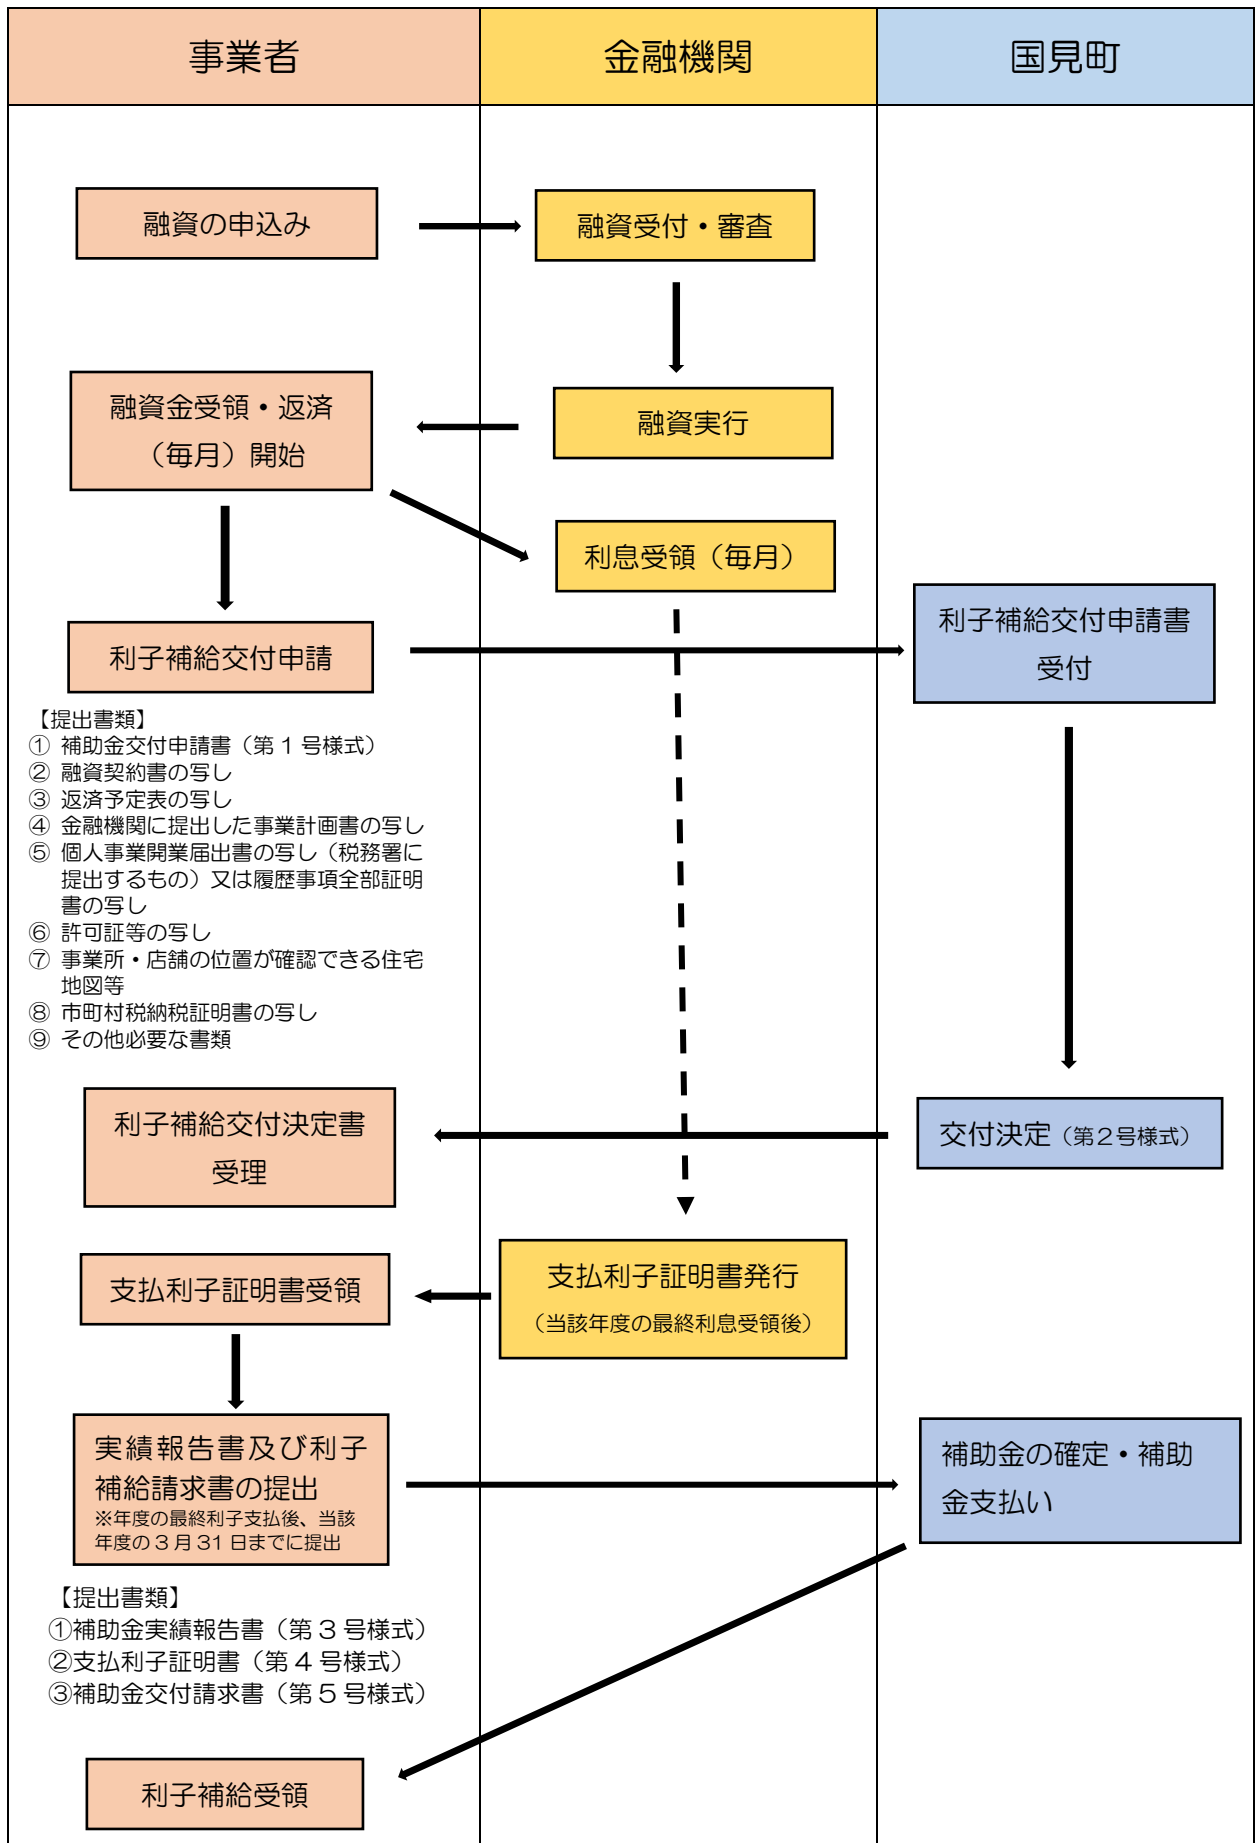 事業者
金融機関
国見町
融資の申込み
融資受付・審査
融資金受領・返済
（毎月）開始
融資実行
利息受領（毎月）
利子補給交付申請
利子補給交付申請書
受付
【提出書類】
① 補助金交付申請書（第１号様式）
② 融資契約書の写し
③ 返済予定表の写し
④ 金融機関に提出した事業計画書の写し
⑤ 個人事業開業届出書の写し（税務署に
提出するもの）又は履歴事項全部証明
書の写し
⑥ 許可証等の写し
⑦ 事業所・店舗の位置が確認できる住宅
地図等
⑧ 市町村税納税証明書の写し
⑨ その他必要な書類
利子補給交付決定書
受理
交付決定（第２号様式）
支払利子証明書受領
支払利子証明書発行
（当該年度の最終利息受領後）
実績報告書及び利子
補給請求書の提出
※年度の最終利子支払後、当該
年度の３月 31 日までに提出
補助金の確定・補助
金支払い
【提出書類】
①補助金実績報告書（第３号様式）
②支払利子証明書（第４号様式）
③補助金交付請求書（第５号様式）
利子補給受領